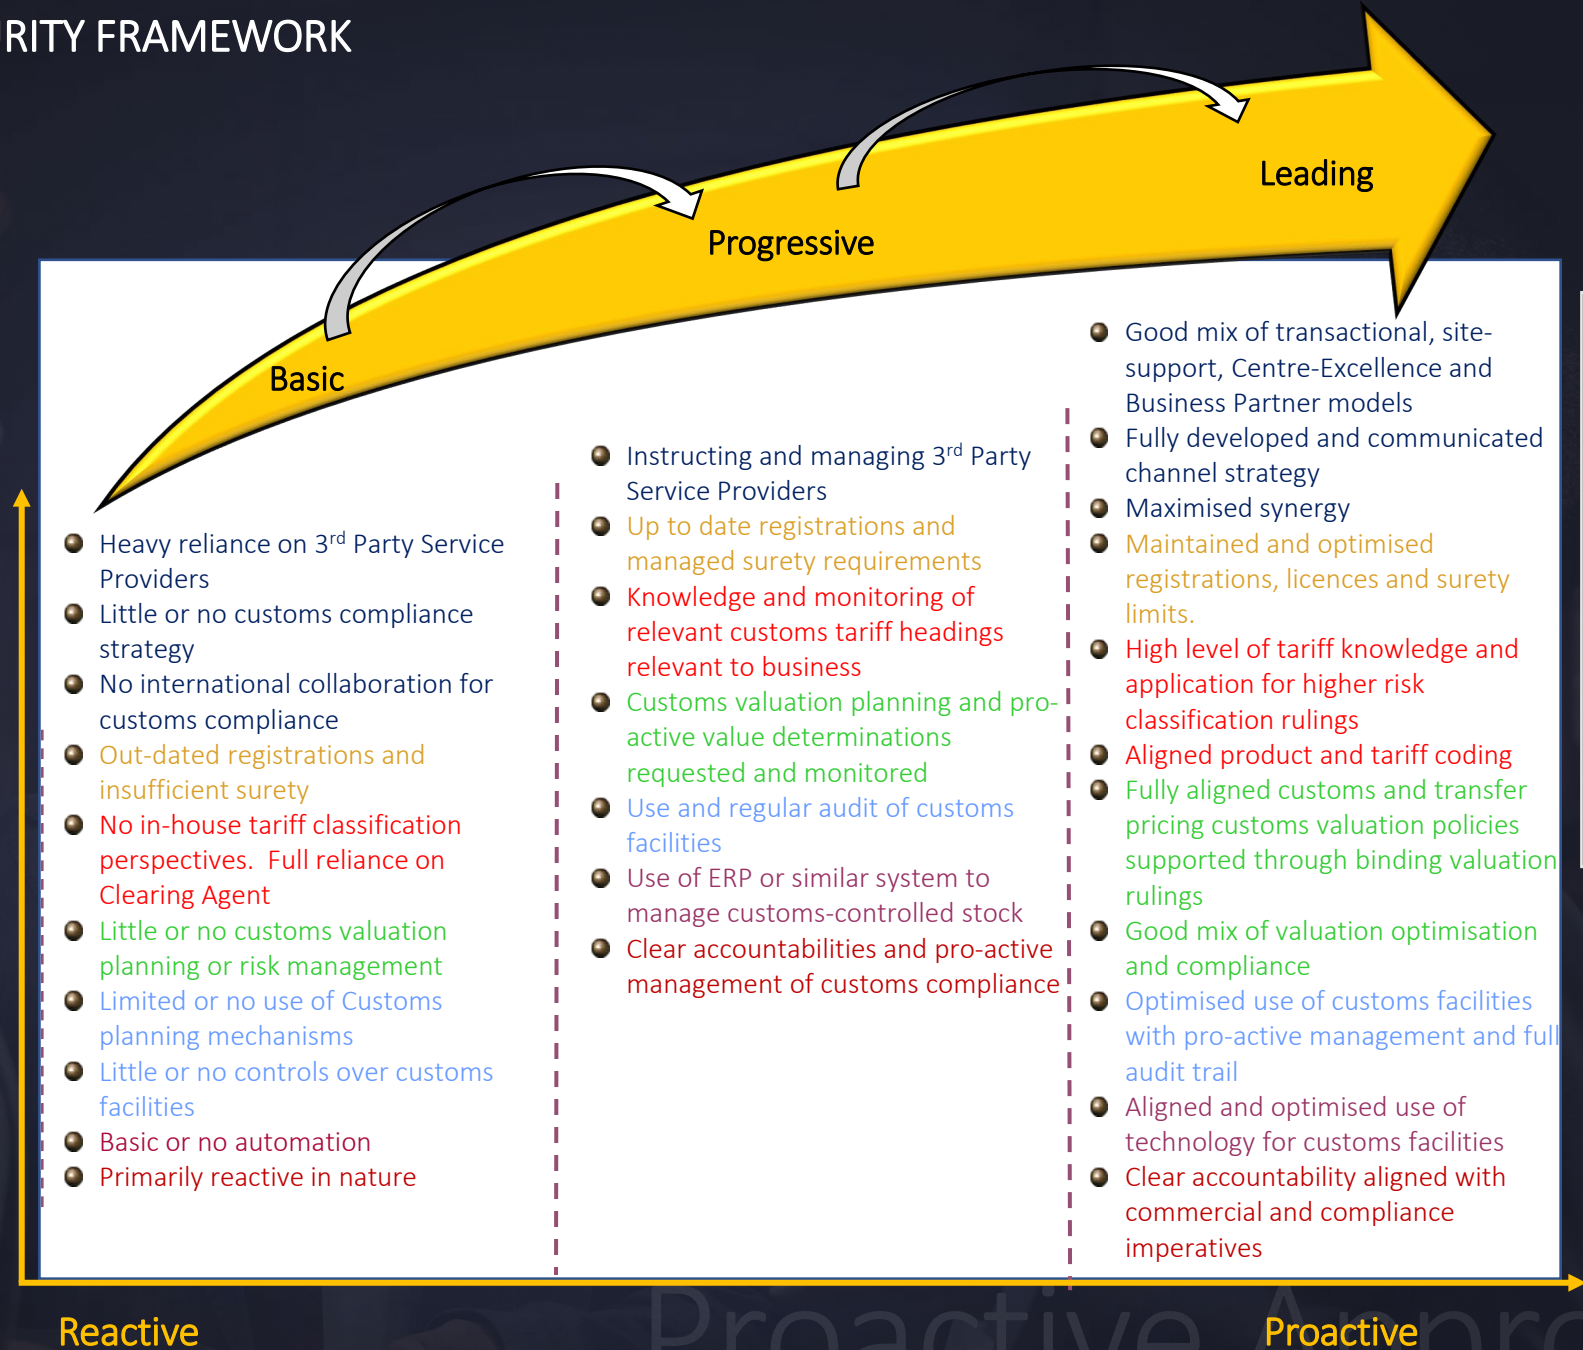 RITY FRAMEWORK
Leading
Progressive
Basic
Heavy reliance on 3rd Party Service
Providers
Little or no customs compliance
strategy
No international collaboration for
customs compliance
Out-dated registrations and
insufficient surety
No in-house tariff classification
perspectives. Full reliance on
Clearing Agent
Little or no customs valuation
planning or risk management
Limited or no use of Customs
planning mechanisms
Little or no controls over customs
facilities
Basic or no automation
Primarily reactive in nature
Instructing and managing 3rd Party
Service Providers
Up to date registrations and
managed surety requirements
Knowledge and monitoring of
relevant customs tariff headings
relevant to business
Customs valuation planning and pro-
active value determinations
requested and monitored
Use and regular audit of customs
facilities
Use of ERP or similar system to
manage customs-controlled stock
Clear accountabilities and pro-active
management of customs compliance
Good mix of transactional, site-
support, Centre-Excellence and
Business Partner models
Fully developed and communicated
channel strategy
Maximised synergy
Maintained and optimised
registrations, licences and surety
limits.
High level of tariff knowledge and
application for higher risk
classification rulings
Aligned product and tariff coding
Fully aligned customs and transfer
pricing customs valuation policies
supported through binding valuation
rulings
Good mix of valuation optimisation
and compliance
Optimised use of customs facilities
with pro-active management and full
audit trail
Aligned and optimised use of
technology for customs facilities
Clear accountability aligned with
commercial and compliance
imperatives
Reactive
Proactive
Proactive Appro